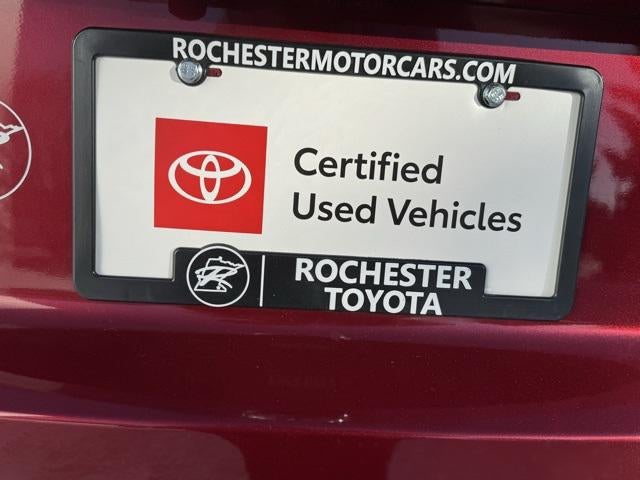 ROCHESTERMOTORCARS.COM
Certified
Used Vehicles
ROCHESTER
TOYOTA